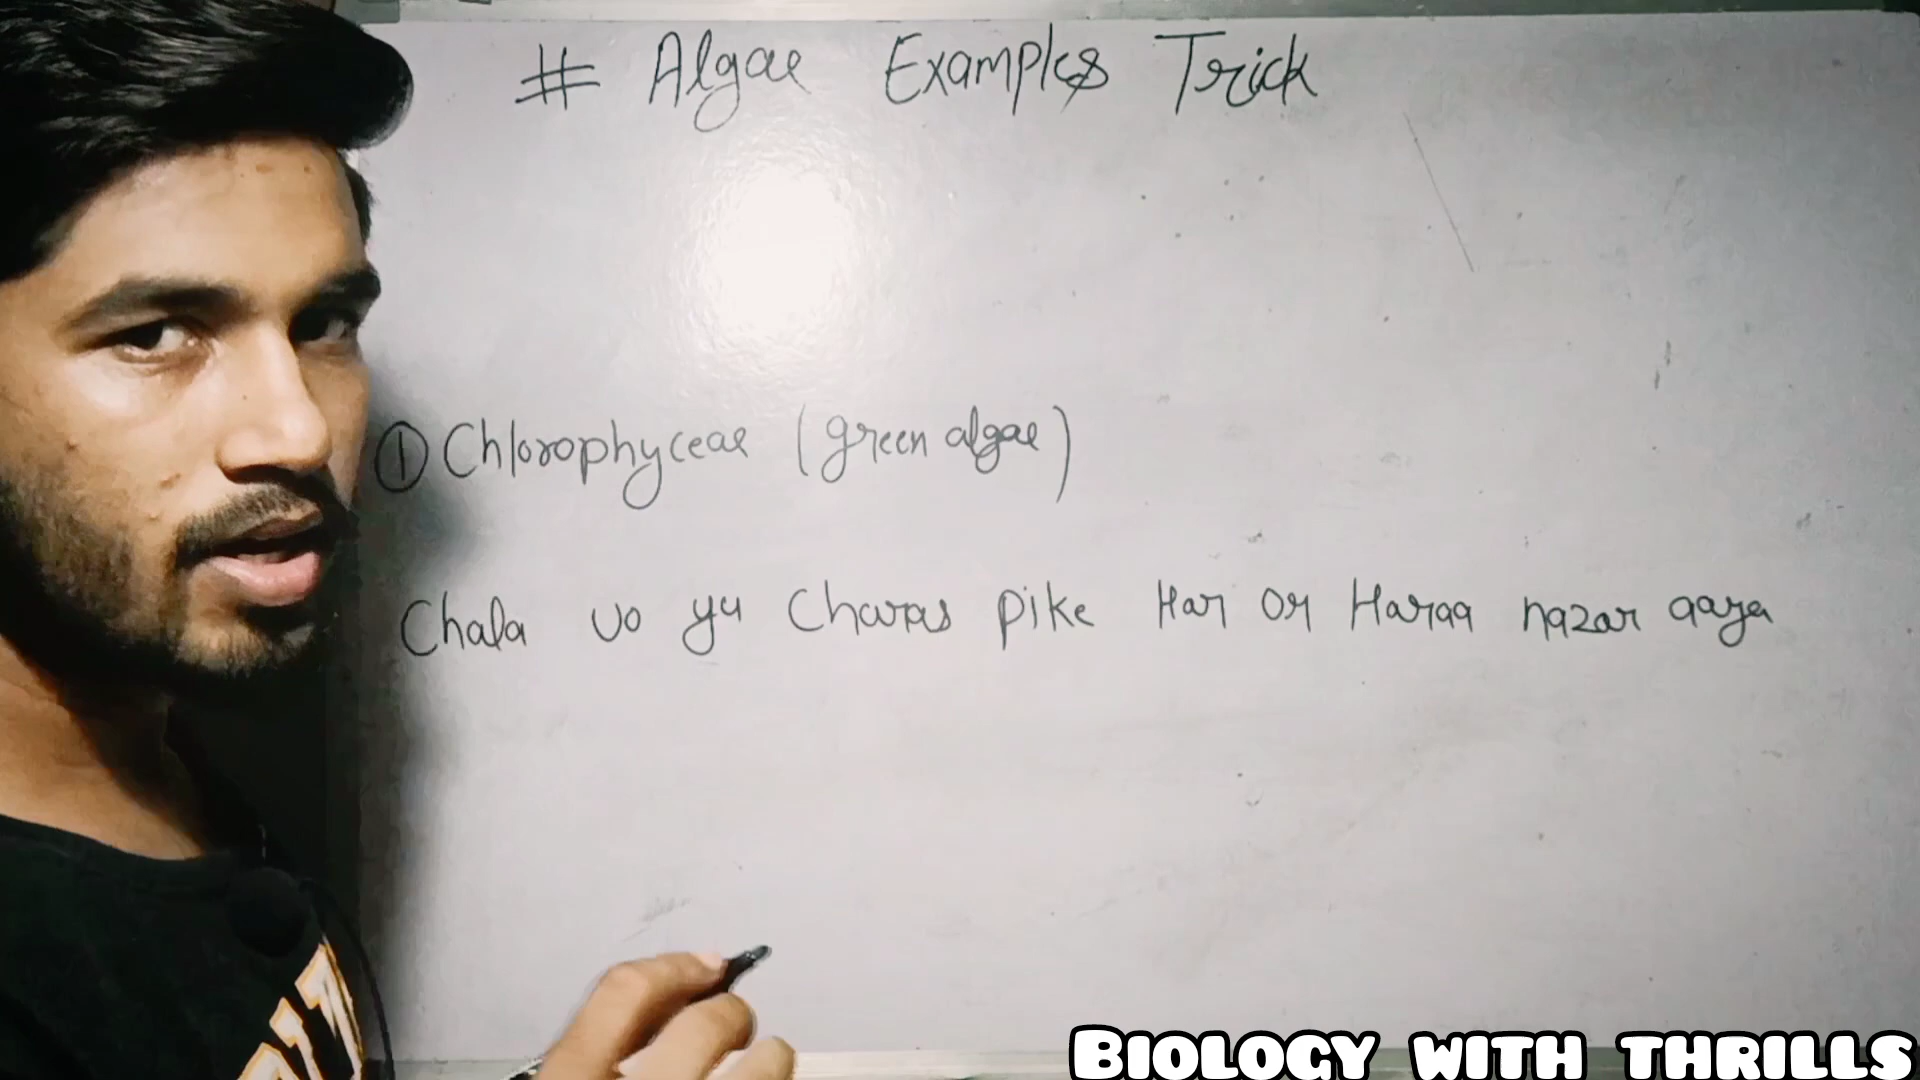 # Algae Examples Trick
① Chlorophyceae (green algae)
Chala vo ya Charas pike Har or Haraa nazar aaya
BIOLOGY WITH THRILLS